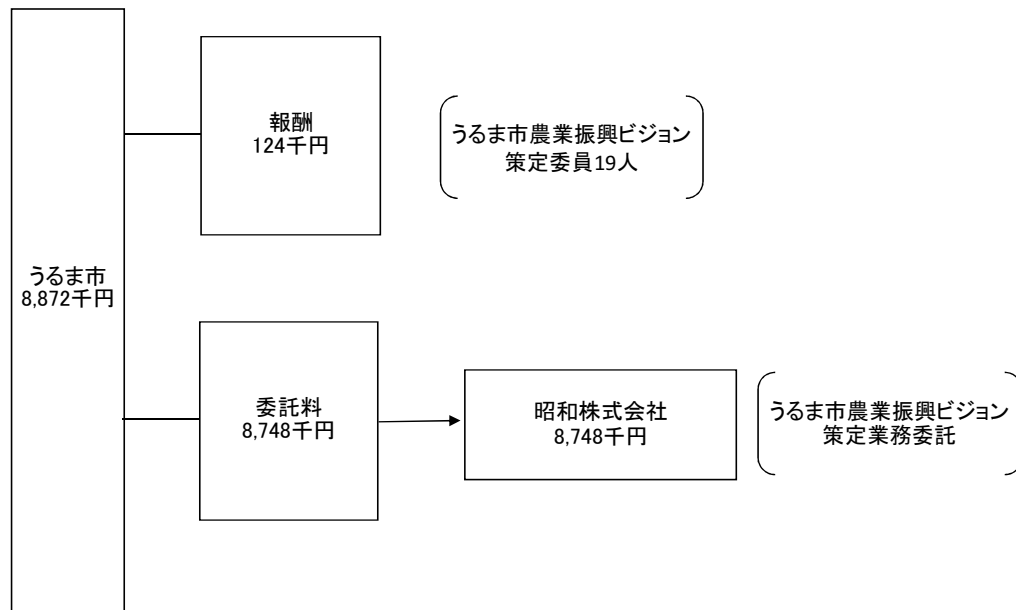 報酬
124千円
うるま市農業振興ビジョン
策定委員19人
うるま市
8,872千円
委託料
8,748千円
昭和株式会社
8,748千円
うるま市農業振興ビジョン
策定業務委託